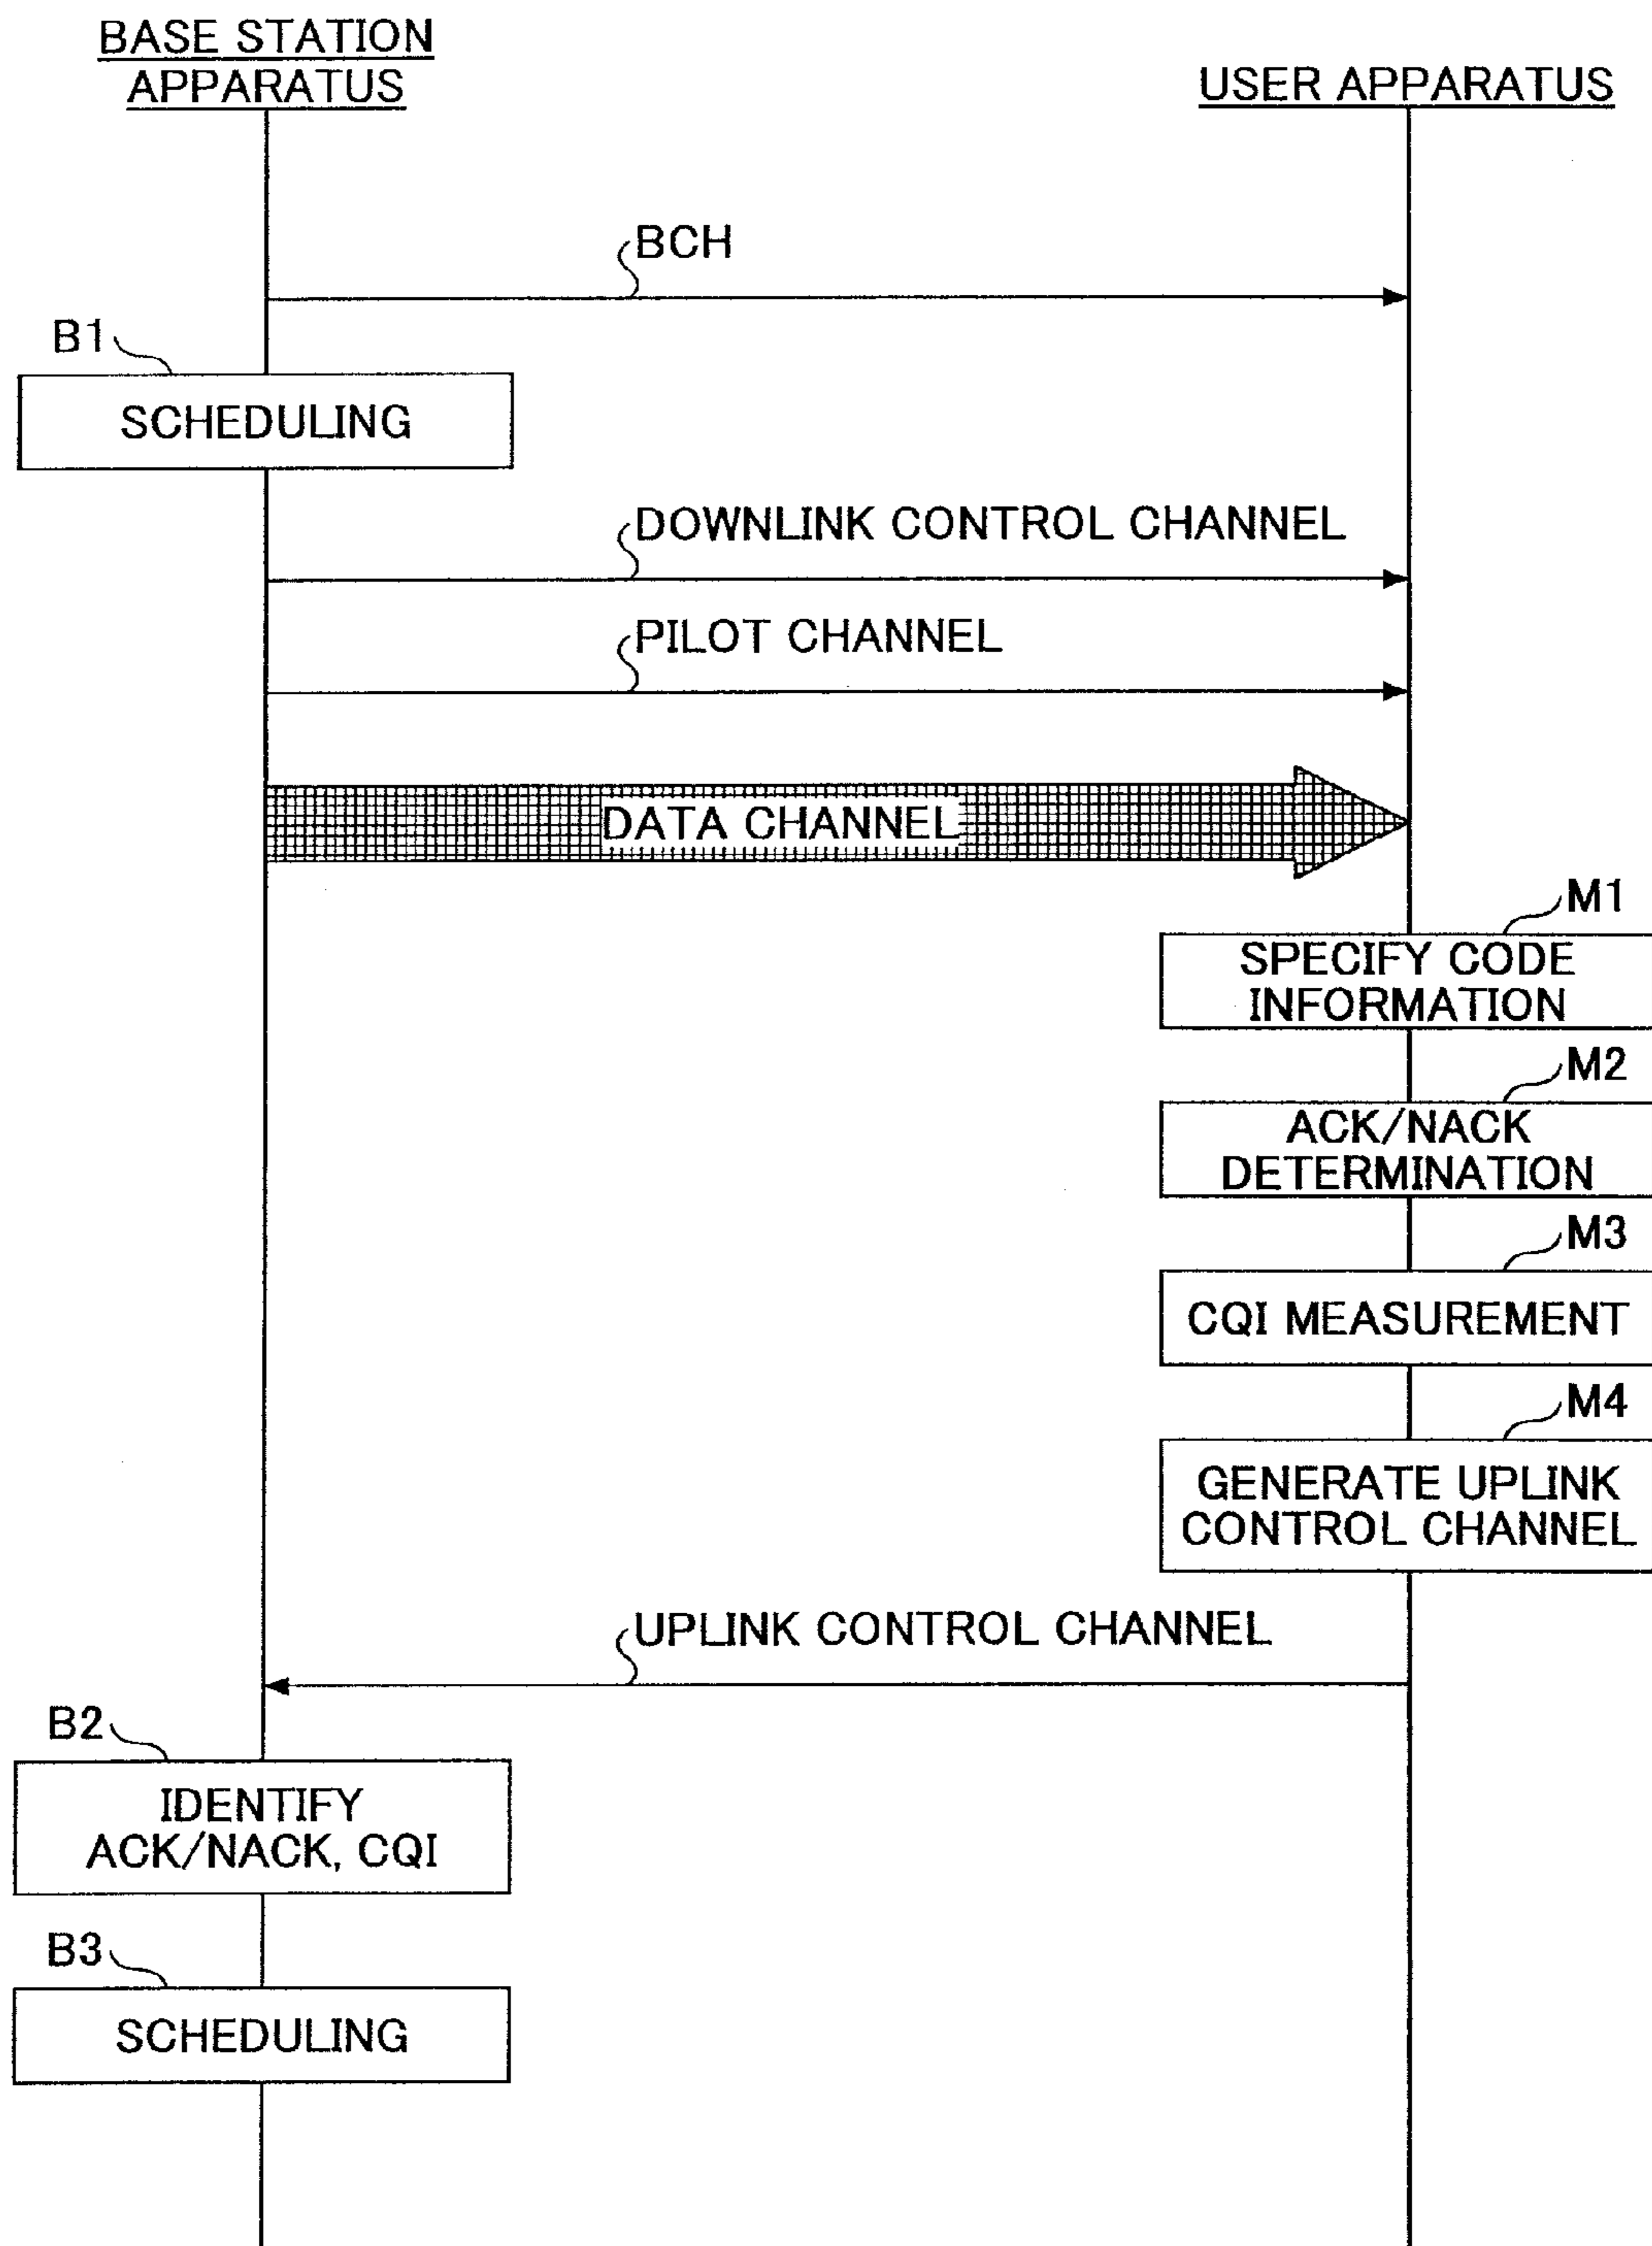 BASE STATION
APPARATUS
USER APPARATUS
BCH
B1
SCHEDULING
DOWNLINK CONTROL CHANNEL
PILOT CHANNEL
DATA CHANNEL
M1
SPECIFY CODE
INFORMATION
M2
ACK/NACK
DETERMINATION
M3
CQI MEASUREMENT
M4
GENERATE UPLINK
CONTROL CHANNEL
UPLINK CONTROL CHANNEL
B2
IDENTIFY
ACK/NACK, CQI
B3
SCHEDULING